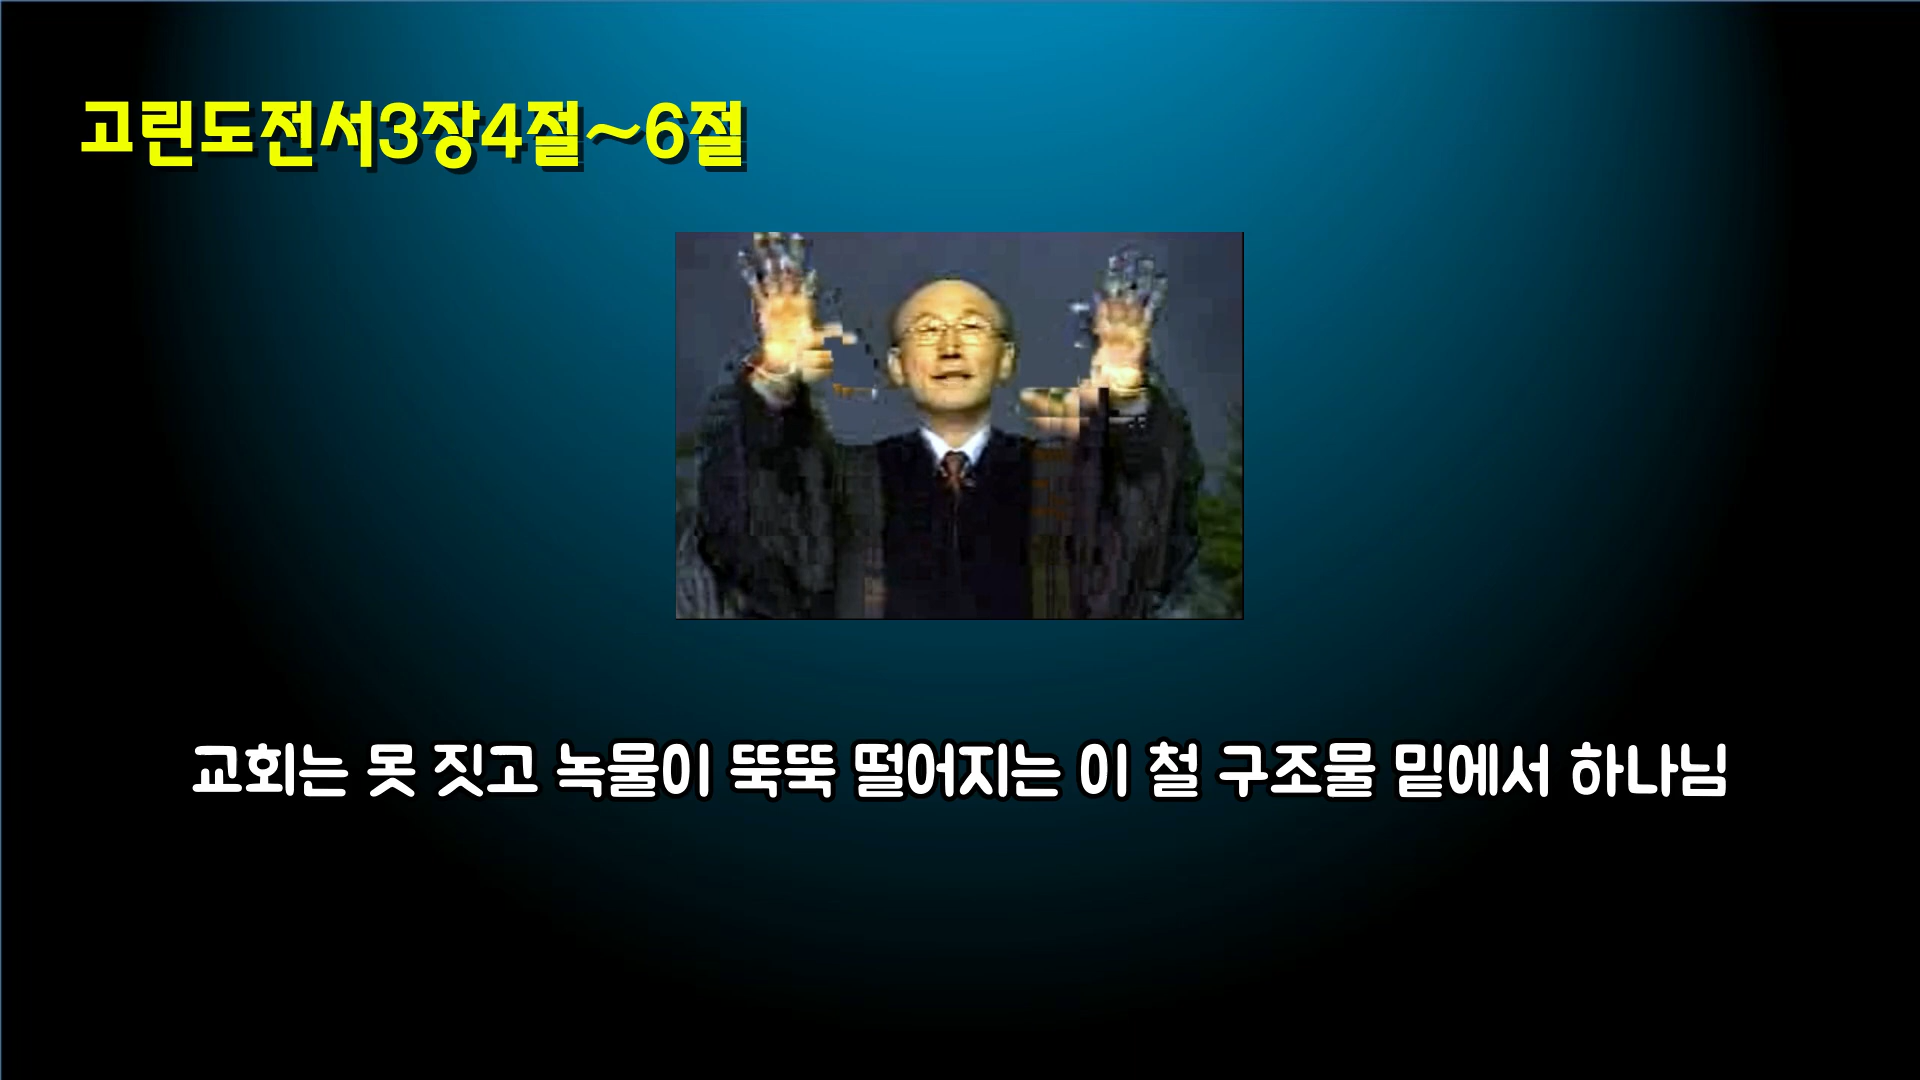 고린도전서3장4절~6절
교회는 못 짓고 녹물이 뚝뚝 떨어지는 이 철 구조물 밑에서 하나님